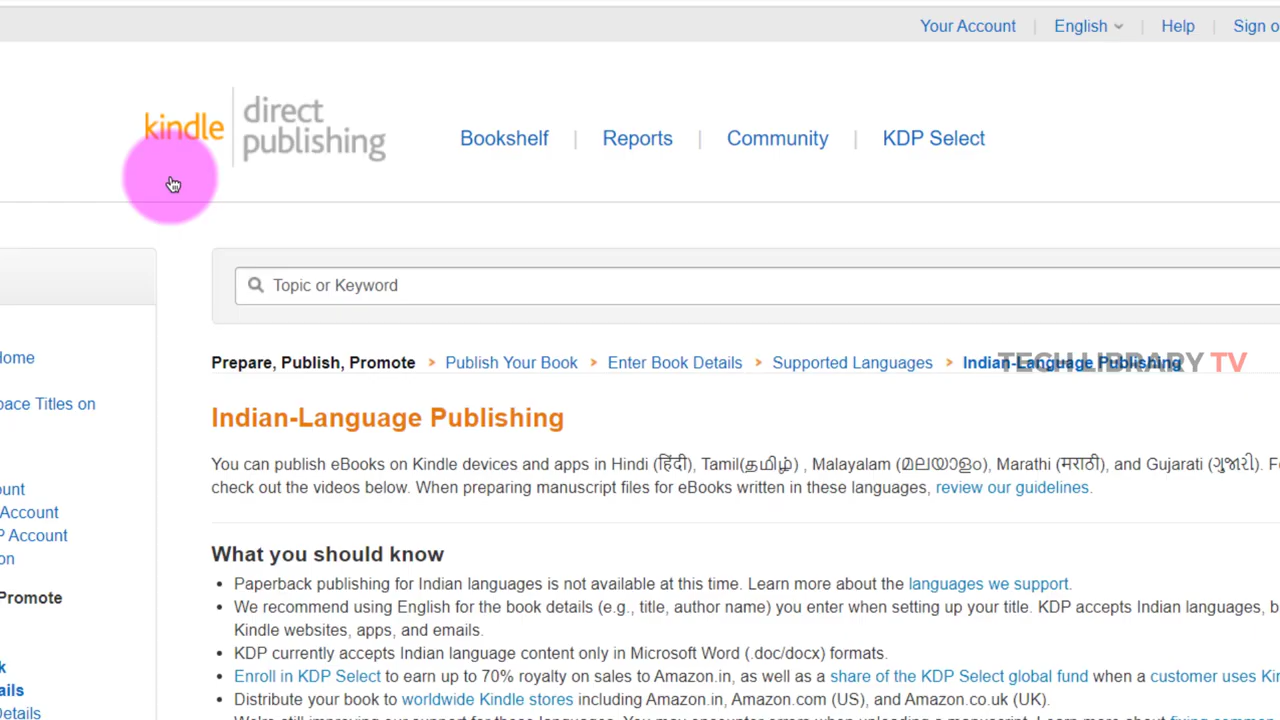 Your Account | English | Help | Sign o
kindle direct publishing
Bookshelf | Reports | Community | KDP Select
Topic or Keyword
Prepare, Publish, Promote > Publish Your Book > Enter Book Details > Supported Languages > Indian-Language Publishing
TECH LIBRARY TV
Home
pace Titles on
Indian-Language Publishing
You can publish eBooks on Kindle devices and apps in Hindi (हिंदी), Tamil(தமிழ்) , Malayalam (മലയാളം), Marathi (मराठी), and Gujarati (ગુજરાતી). F
check out the videos below. When preparing manuscript files for eBooks written in these languages, review our guidelines.
ount
Account
P Account
on
What you should know
• Paperback publishing for Indian languages is not available at this time. Learn more about the languages we support.
Promote
• We recommend using English for the book details (e.g., title, author name) you enter when setting up your title. KDP accepts Indian languages, b
Kindle websites, apps, and emails.
• KDP currently accepts Indian language content only in Microsoft Word (.doc/docx) formats.
k
• Enroll in KDP Select to earn up to 70% royalty on sales to Amazon.in, as well as a share of the KDP Select global fund when a customer uses Kin
ails
• Distribute your book to worldwide Kindle stores including Amazon.in, Amazon.com (US), and Amazon.co.uk (UK).
Details